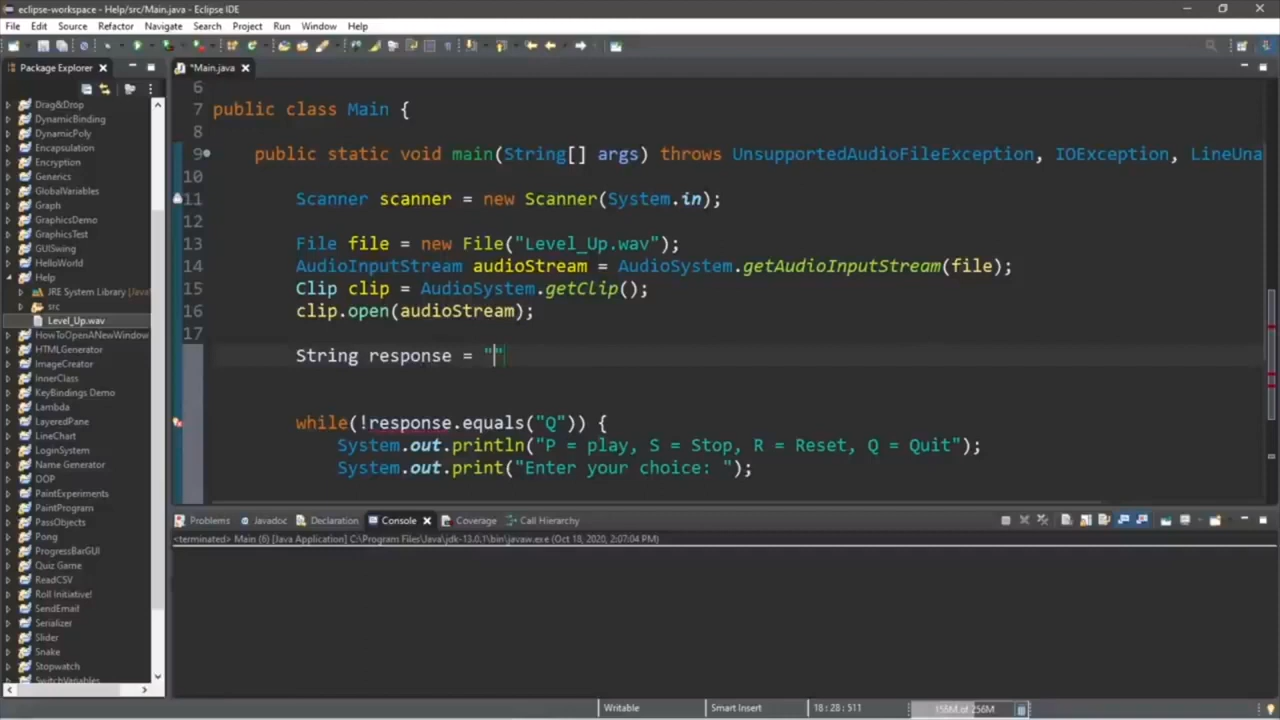 eclipse-workspace - Help/src/Main.java - Eclipse IDE
File Edit Source Refactor Navigate Search Project Run Window Help
Package Explorer
*Main.java
Drag&Drop
DynamicBinding
DynamicPoly
Encapsulation
Encryption
Generics
GlobalVariables
Graph
GraphicsDemo
GraphicsTest
GUISwing
HelloWorld
Help
JRE System Library [Java
src
Level_Up.wav
HowToOpenANewWindow
HTMLGenerator
ImageCreator
InnerClass
KeyBindings Demo
Lambda
LayeredPane
LineChart
LoginSystem
Name Generator
OOP
PaintExperiments
PaintProgram
PassObjects
Pong
ProgressBarGUI
Quiz Game
ReadCSV
Roll Initiative!
SendEmail
Serializer
Slider
Snake
Stopwatch
SwitchVariables
6
7 public class Main {
8
9 public static void main(String[] args) throws UnsupportedAudioFileException, IOException, LineUna
10
11 Scanner scanner = new Scanner(System.in);
12
13 File file = new File("Level_Up.wav");
14 AudioInputStream audioStream = AudioSystem.getAudioInputStream(file);
15 Clip clip = AudioSystem.getClip();
16 clip.open(audioStream);
17
String response = ""
while(!response.equals("Q")) {
System.out.println("P = play, S = Stop, R = Reset, Q = Quit");
System.out.print("Enter your choice: ");
Problems Javadoc Declaration Console Coverage Call Hierarchy
<terminated> Main (6) [Java Application] C:\Program Files\Java\jdk-13.0.1\bin\javaw.exe (Oct 18, 2020, 2:07:04 PM)
Writable Smart Insert 18 : 28 : 511 155M of 256M